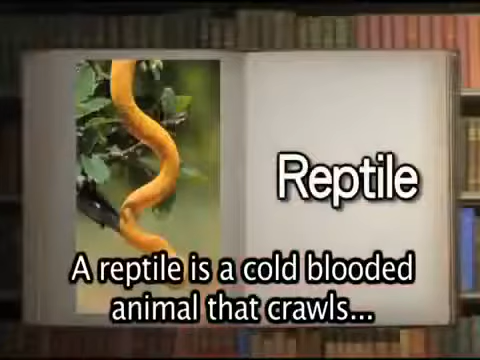 Reptile
A reptile is a cold blooded
animal that crawls...